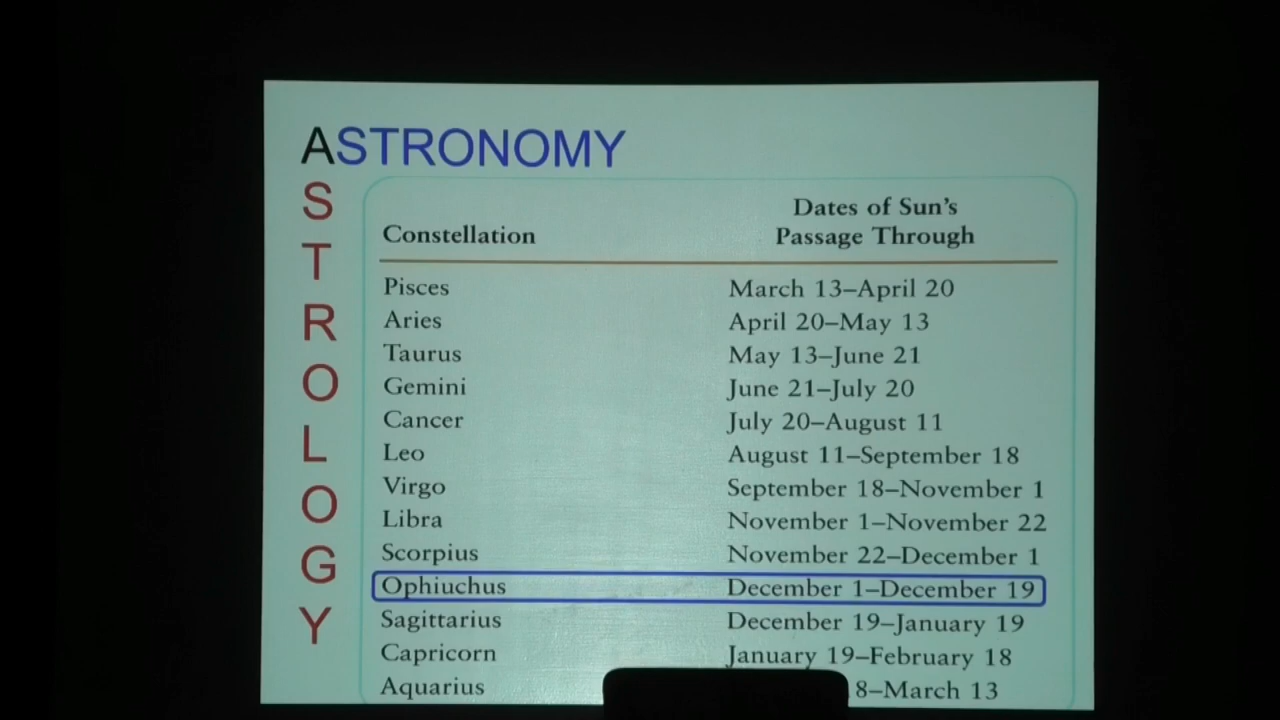 ASTRONOMY
ASTROLOGY
Constellation Dates of Sun's Passage Through
Pisces March 13–April 20
Aries April 20–May 13
Taurus May 13–June 21
Gemini June 21–July 20
Cancer July 20–August 11
Leo August 11–September 18
Virgo September 18–November 1
Libra November 1–November 22
Scorpius November 22–December 1
Ophiuchus December 1–December 19
Sagittarius December 19–January 19
Capricorn January 19–February 18
Aquarius 8–March 13